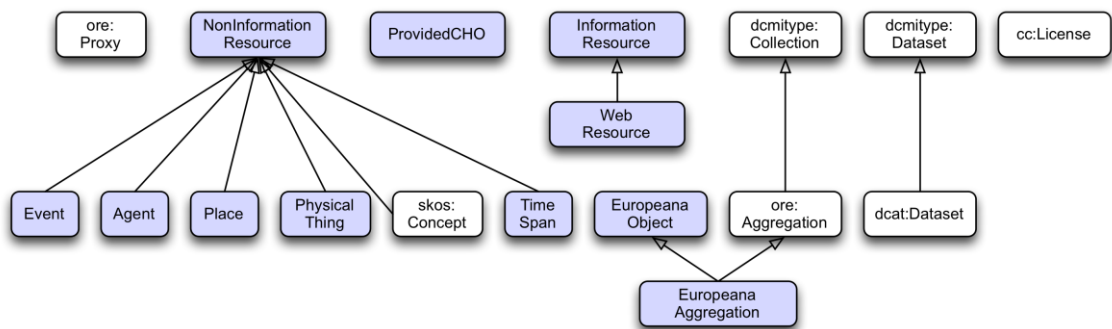 ore:
Proxy
NonInformation
Resource
ProvidedCHO
Information
Resource
dcmitype:
Collection
dcmitype:
Dataset
cc:License
Web
Resource
Event
Agent
Place
Physical
Thing
skos:
Concept
Time
Span
Europeana
Object
ore:
Aggregation
dcat:Dataset
Europeana
Aggregation